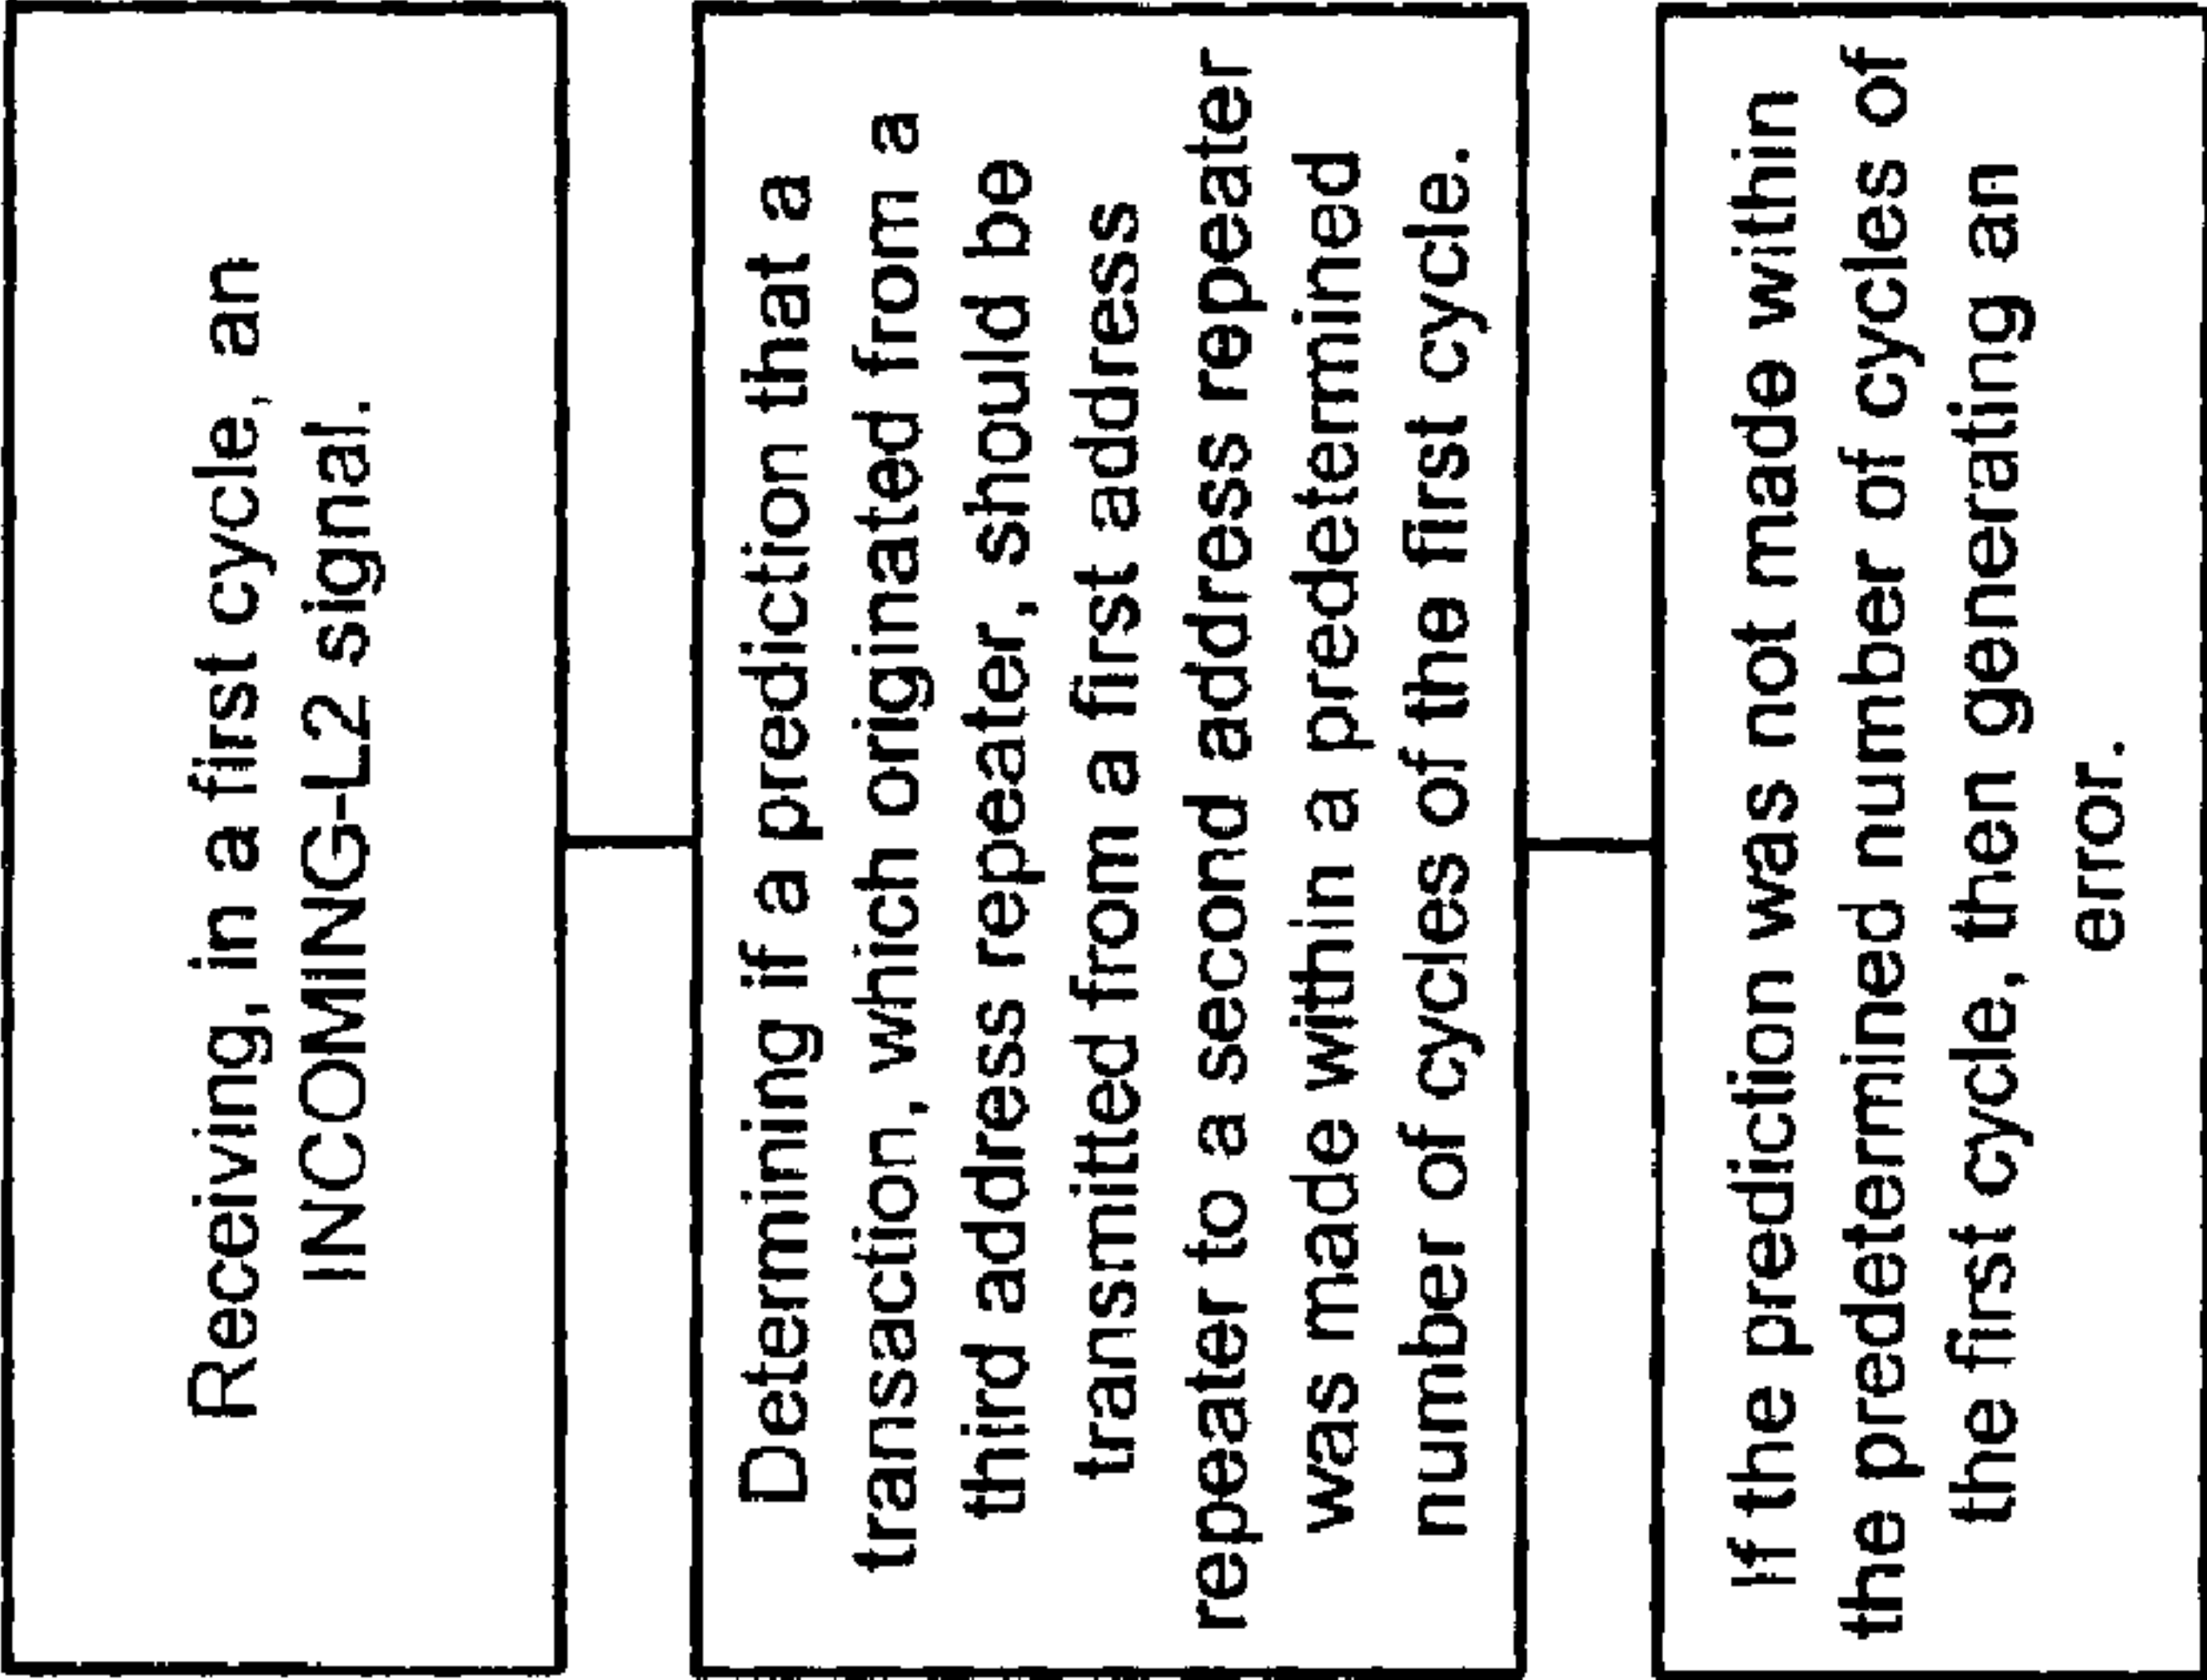 Receiving, in a first cycle, an
INCOMING-L2 signal.
Determining if a prediction that a
transaction, which originated from a
third address repeater, should be
transmitted from a first address
repeater to a second address repeater
was made within a predetermined
number of cycles of the first cycle.
If the prediction was not made within
the predetermined number of cycles of
the first cycle, then generating an
error.